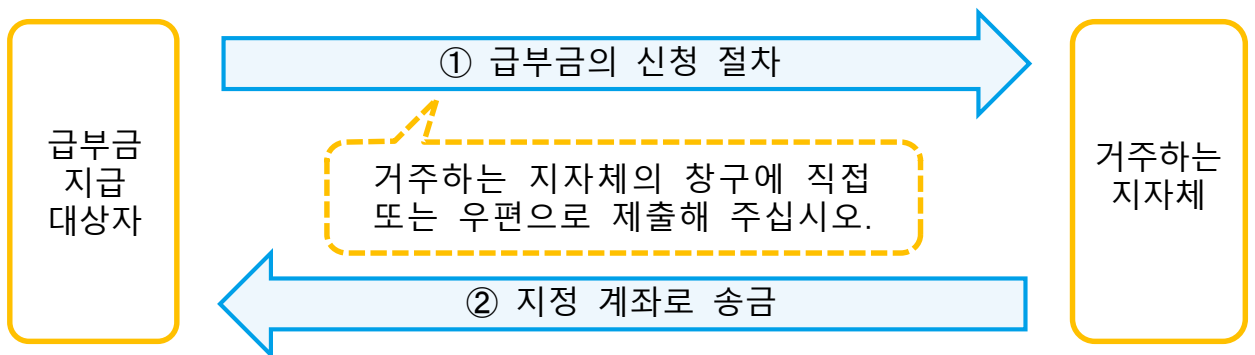 ① 급부금의 신청 절차
급부금
지급
대상자
거주하는 지자체의 창구에 직접
또는 우편으로 제출해 주십시오.
거주하는
지자체
② 지정 계좌로 송금